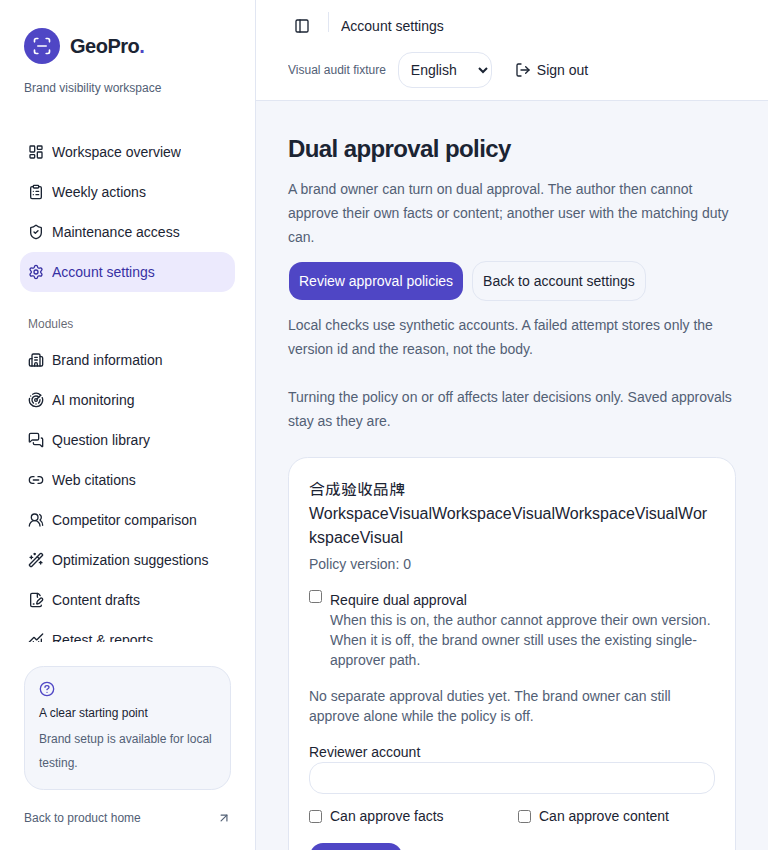 GeoPro.
Brand visibility workspace
Workspace overview
Weekly actions
Maintenance access
Account settings
Modules
Brand information
AI monitoring
Question library
Web citations
Competitor comparison
Optimization suggestions
Content drafts
Retest & reports
A clear starting point
Brand setup is available for local
testing.
Back to product home
Account settings
Visual audit fixture
English
Sign out
Dual approval policy
A brand owner can turn on dual approval. The author then cannot
approve their own facts or content; another user with the matching duty
can.
Review approval policies
Back to account settings
Local checks use synthetic accounts. A failed attempt stores only the
version id and the reason, not the body.
Turning the policy on or off affects later decisions only. Saved approvals
stay as they are.
合成验收品牌
WorkspaceVisualWorkspaceVisualWorkspaceVisualWor
kspaceVisual
Policy version: 0
Require dual approval
When this is on, the author cannot approve their own version.
When it is off, the brand owner still uses the existing single-
approver path.
No separate approval duties yet. The brand owner can still
approve alone while the policy is off.
Reviewer account
Can approve facts
Can approve content